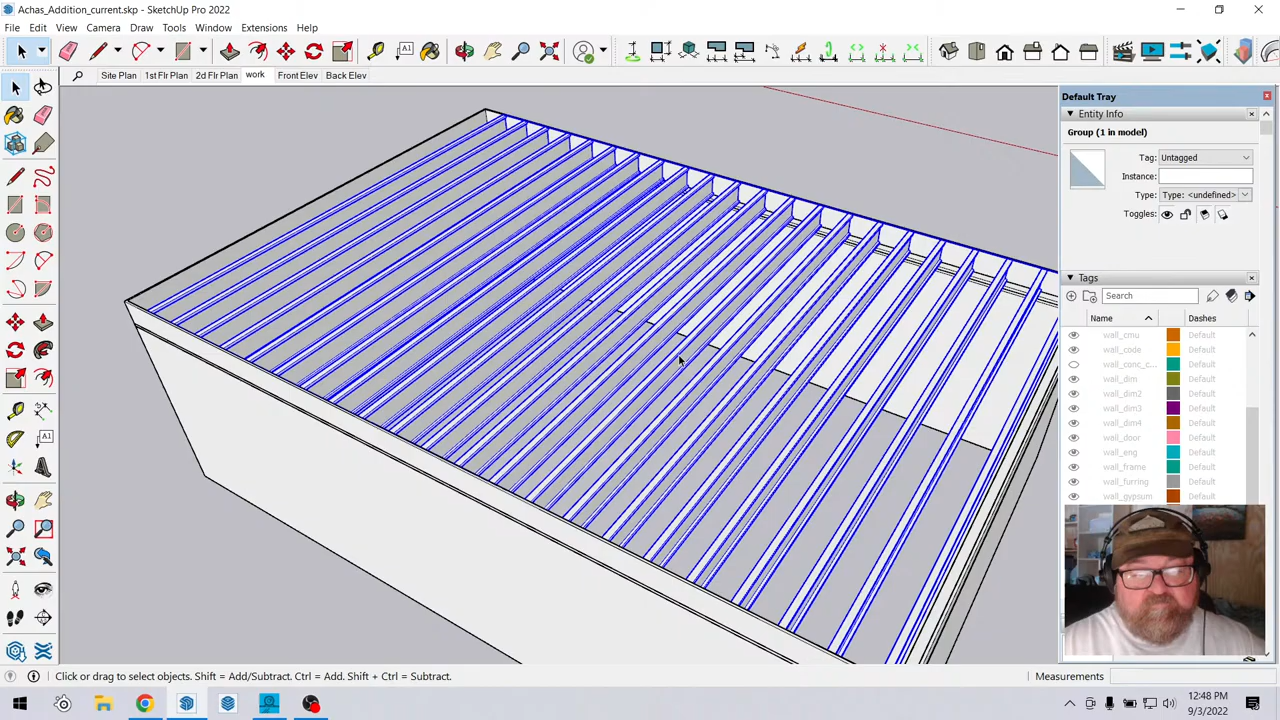 Achas_Addition_current.skp - SketchUp Pro 2022
File Edit View Camera Draw Tools Window Extensions Help
A1
Site Plan 1st Flr Plan 2d Flr Plan work Front Elev Back Elev
Default Tray
Entity Info
Group (1 in model)
Tag: Untagged
Instance:
Type: Type: <undefined>
Toggles:
Tags
Search
Name Dashes
wall_cmu Default
wall_code Default
wall_conc_c... Default
wall_dim Default
wall_dim2 Default
wall_dim3 Default
wall_dim4 Default
wall_door Default
wall_eng Default
wall_frame Default
wall_furring Default
wall_gypsum Default
A1
Click or drag to select objects. Shift = Add/Subtract. Ctrl = Add. Shift + Ctrl = Subtract.
Measurements
12:48 PM
9/3/2022